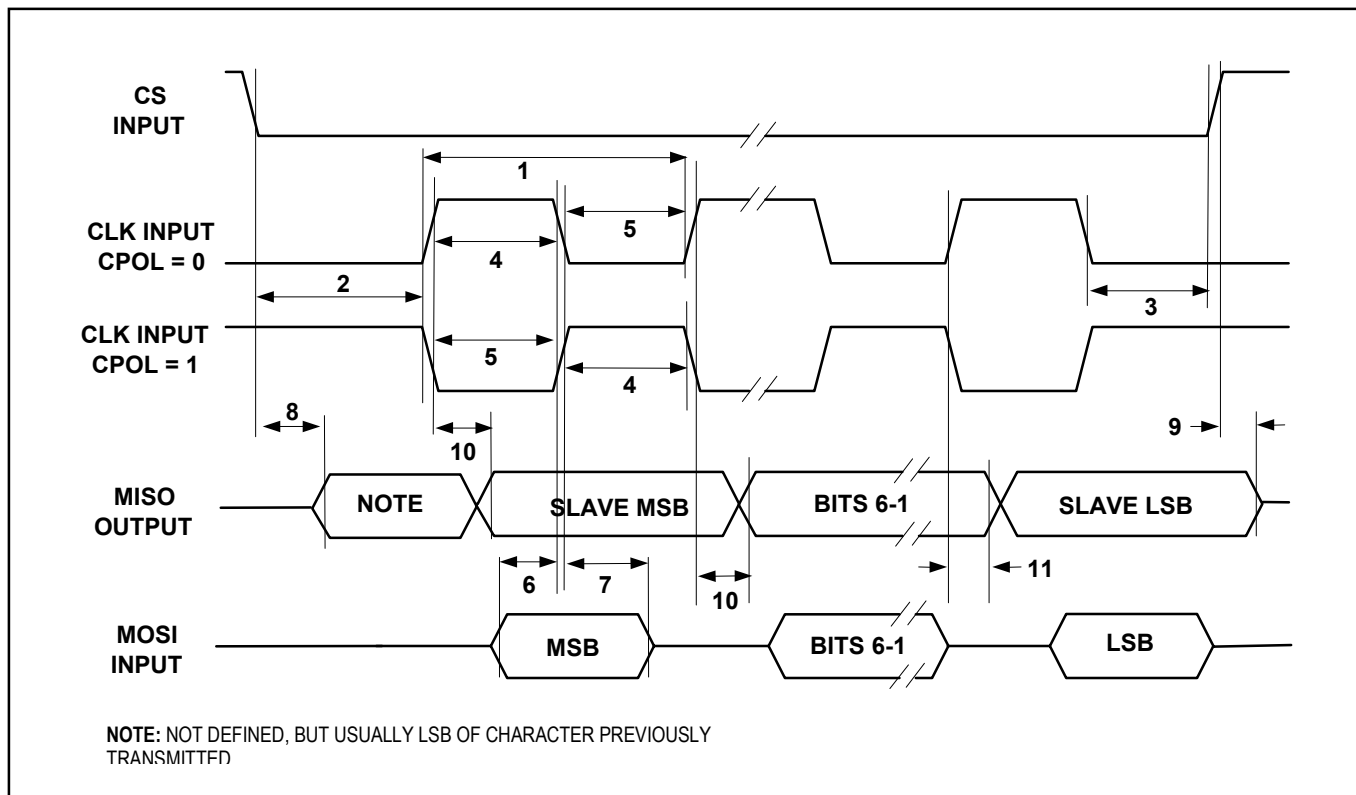 CS
INPUT
1
5
CLK INPUT
CPOL = 0
4
2
3
CLK INPUT
CPOL = 1
5
4
8
9
10
MISO
OUTPUT
NOTE
SLAVE MSB
BITS 6-1
SLAVE LSB
6
7
10
11
MOSI
INPUT
MSB
BITS 6-1
LSB
NOTE: NOT DEFINED, BUT USUALLY LSB OF CHARACTER PREVIOUSLY
TRANSMITTED